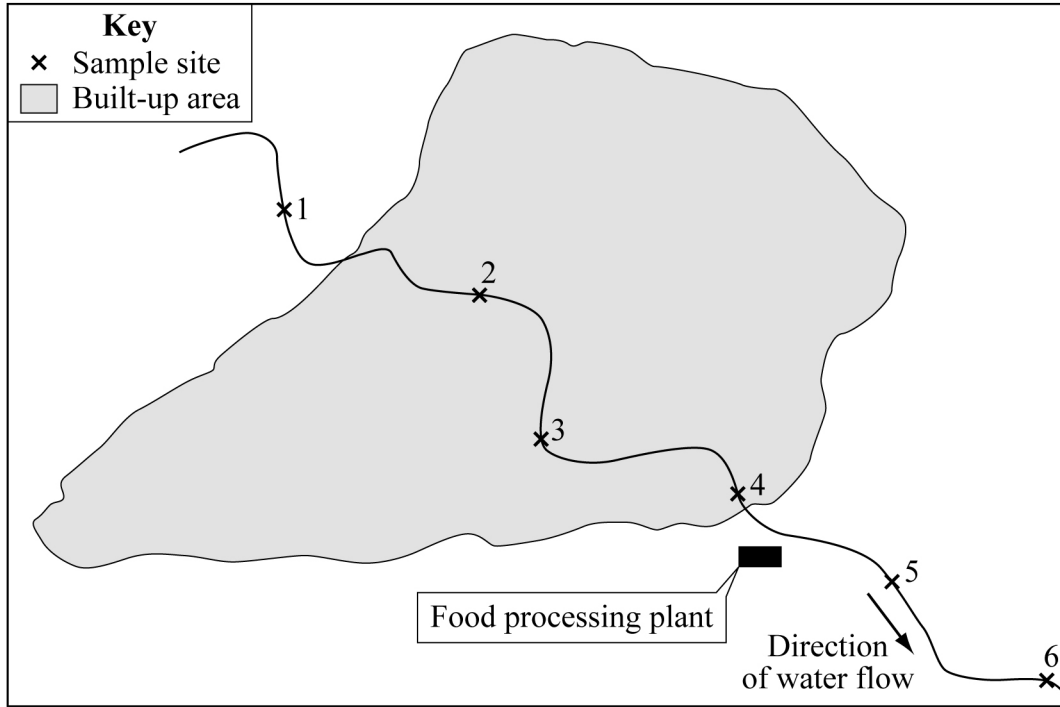 Key
Sample site
Built-up area
1
2
3
4
5
Food processing plant
Direction
of water flow
6